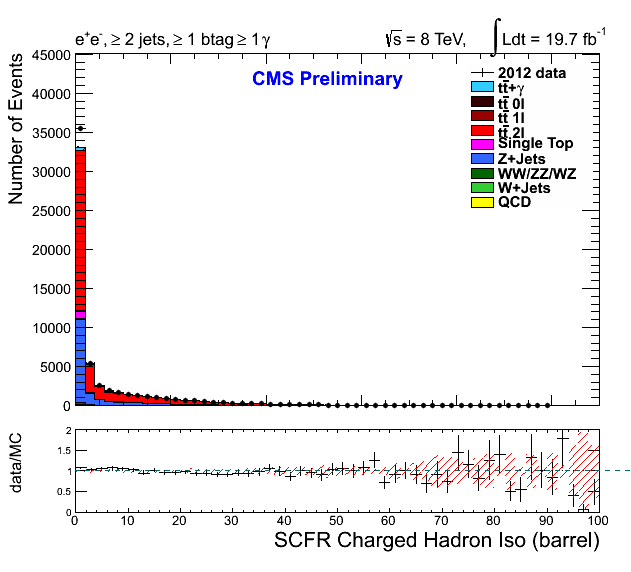 e⁺e⁻, ≥ 2 jets, ≥ 1 btag ≥ 1γ √s = 8 TeV, ∫ Ldt = 19.7 fb⁻¹
CMS Preliminary
2012 data
tt̄+γ
tt̄ 0l
tt̄ 1l
tt̄ 2l
Single Top
Z+Jets
WW/ZZ/WZ
W+Jets
QCD
Number of Events
45000
40000
35000
30000
25000
20000
15000
10000
5000
0
data/MC
2
1.5
1
0.5
0
0 10 20 30 40 50 60 70 80 90 100
SCFR Charged Hadron Iso (barrel)